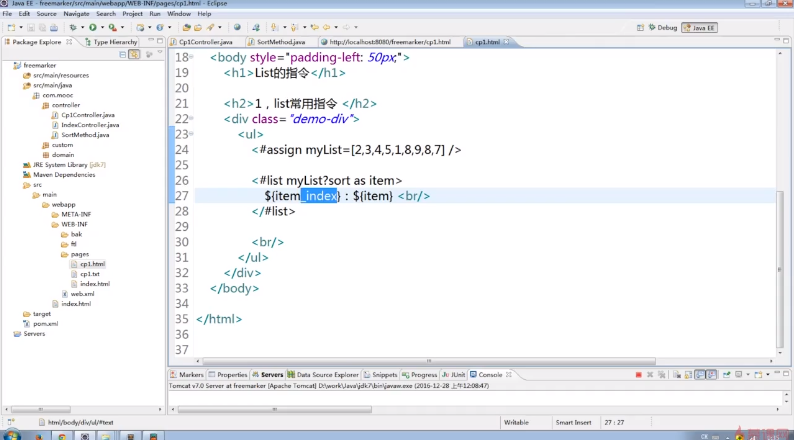 Java EE - freemarker/src/main/webapp/WEB-INF/pages/cp1.html - Eclipse
File Edit Source Refactor Navigate Search Project Run Window Help
Debug Java EE
Package Explorer Type Hierarchy
Cp1Controller.java SortMethod.java http://localhost:8080/freemarker/cp1.html cp1.html
freemarker
src/main/resources
src/main/java
com.mooc
controller
Cp1Controller.java
IndexController.java
SortMethod.java
custom
domain
JRE System Library [jdk7]
Maven Dependencies
src
main
webapp
META-INF
WEB-INF
bak
ftl
pages
cp1.html
cp1.txt
index.html
web.xml
index.html
target
pom.xml
Servers
18 <body style="padding-left: 50px;">
19 <h1>List的指令</h1>
20
21 <h2>1，list常用指令 </h2>
22 <div class="demo-div">
23 <ul>
24 <#assign myList=[2,3,4,5,1,8,9,8,7] />
25
26 <#list myList?sort as item>
27 ${item_index} : ${item} <br/>
28 </#list>
29
30 <br/>
31 </ul>
32 </div>
33 </body>
34
35 </html>
36
37
Markers Properties Servers Data Source Explorer Snippets Progress JUnit Console
Tomcat v7.0 Server at freemarker [Apache Tomcat] D:\work\Java\jdk7\bin\javaw.exe (2016-12-28 上午12:08:47)
html/body/div/ul/#text Writable Smart Insert 27 : 27